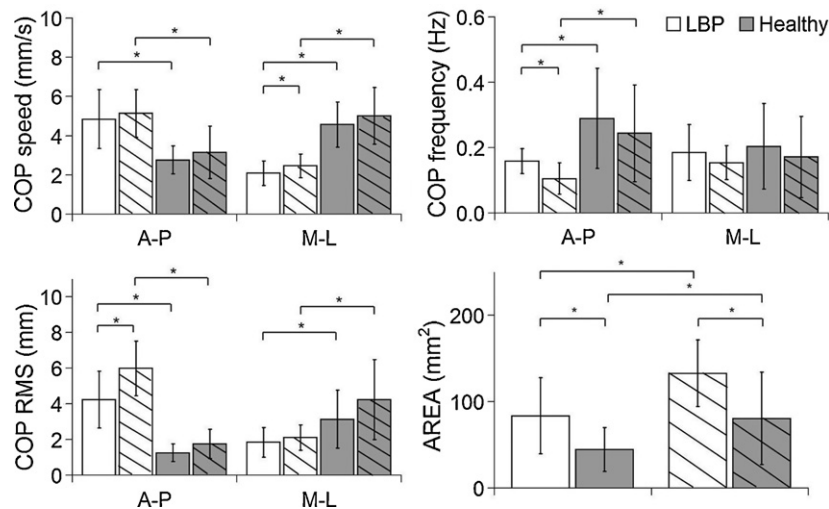 COP speed (mm/s)
10
8
6
4
2
0
* * * * *
A-P M-L
COP frequency (Hz)
0.6
0.4
0.2
0.0
* * *
LBP Healthy
A-P M-L
COP RMS (mm)
10
8
6
4
2
0
* * * * *
A-P M-L
AREA (mm²)
200
100
0
* * * *